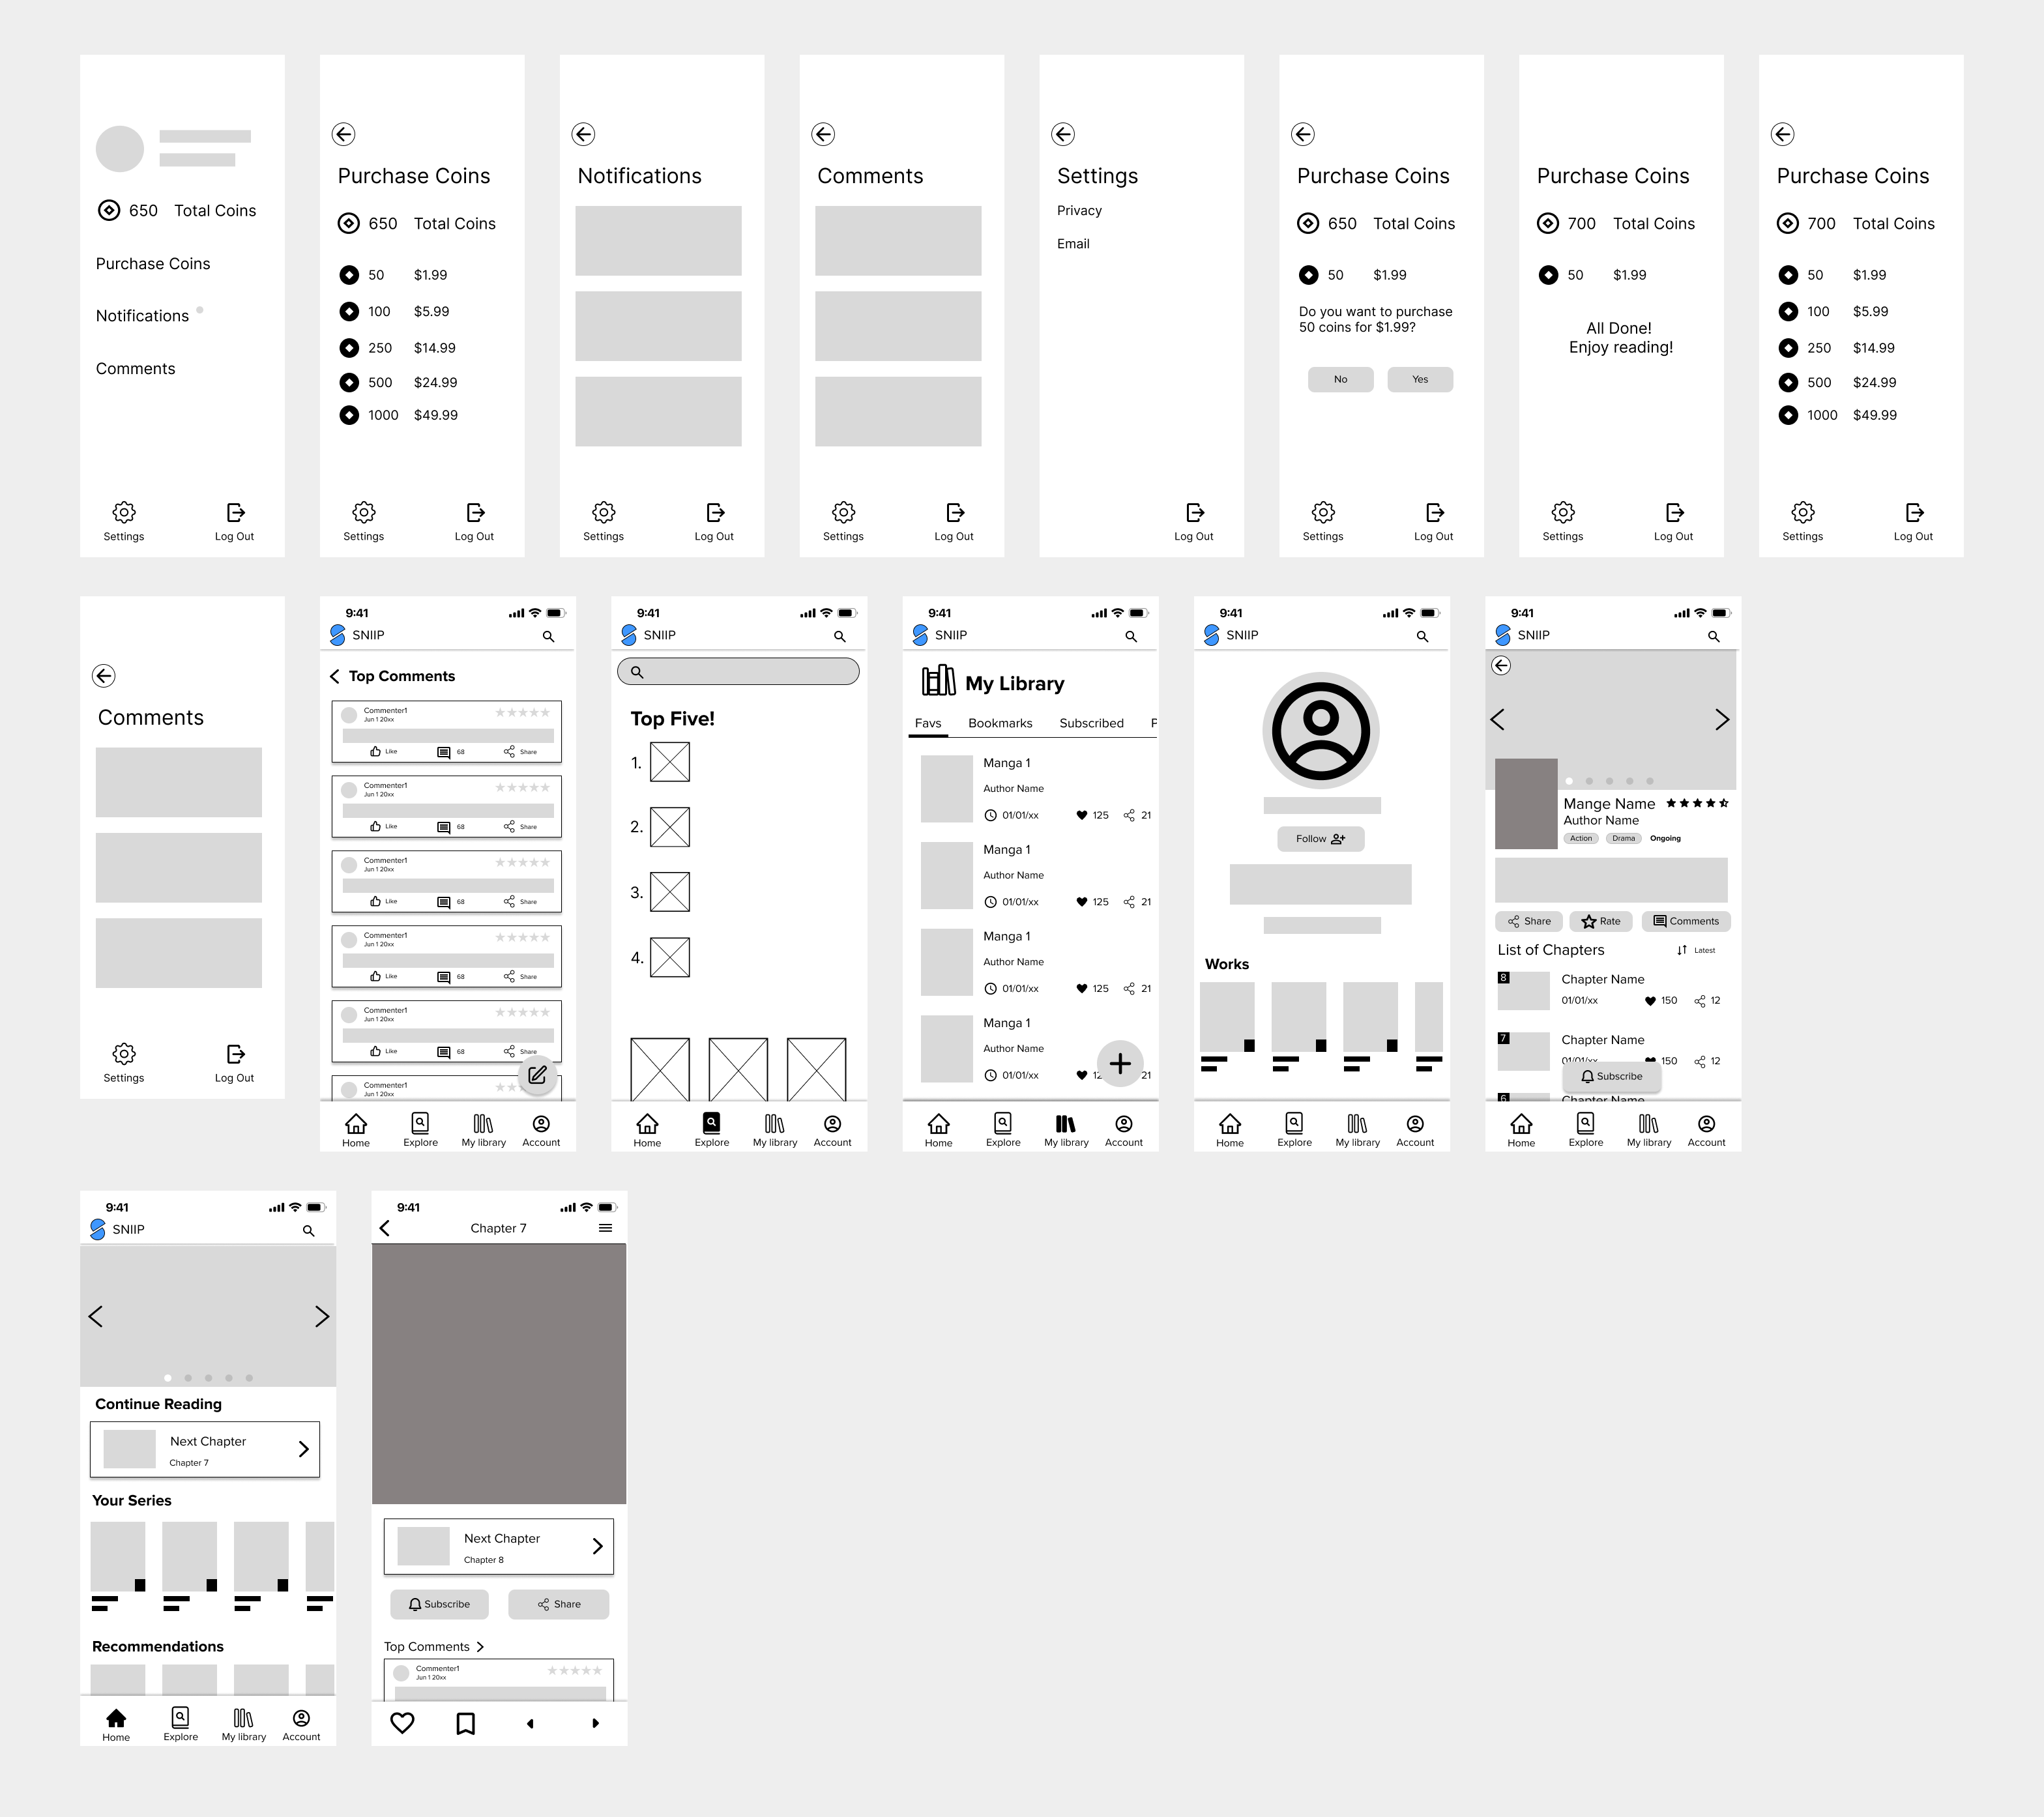 650 Total Coins
Purchase Coins
Notifications
Comments
Settings Log Out
Purchase Coins
650 Total Coins
50 $1.99
100 $5.99
250 $14.99
500 $24.99
1000 $49.99
Settings Log Out
Notifications
Settings Log Out
Comments
Settings Log Out
Settings
Privacy
Email
Log Out
Purchase Coins
650 Total Coins
50 $1.99
Do you want to purchase
50 coins for $1.99?
No Yes
Settings Log Out
Purchase Coins
700 Total Coins
50 $1.99
All Done!
Enjoy reading!
Settings Log Out
Purchase Coins
700 Total Coins
50 $1.99
100 $5.99
250 $14.99
500 $24.99
1000 $49.99
Settings Log Out
Comments
Settings Log Out
9:41
SNIIP
Top Comments
Commenter1
Jun 1 20xx
Like 68 Share
Commenter1
Jun 1 20xx
Like 68 Share
Commenter1
Jun 1 20xx
Like 68 Share
Commenter1
Jun 1 20xx
Like 68 Share
Commenter1
Jun 1 20xx
Like 68 Share
Commenter1
Jun 1 20xx
Home Explore My library Account
9:41
SNIIP
Top Five!
1.
2.
3.
4.
Home Explore My library Account
9:41
SNIIP
My Library
Favs Bookmarks Subscribed P
Manga 1
Author Name
01/01/xx 125 21
Manga 1
Author Name
01/01/xx 125 21
Manga 1
Author Name
01/01/xx 125 21
Manga 1
Author Name
01/01/xx 12 21
Home Explore My library Account
9:41
SNIIP
Follow
Works
Home Explore My library Account
9:41
SNIIP
Mange Name
Author Name
Action Drama Ongoing
Share Rate Comments
List of Chapters Latest
8 Chapter Name
01/01/xx 150 12
7 Chapter Name
01/01/xx 150 12
Subscribe
6 Chapter Name
Home Explore My library Account
9:41
SNIIP
Continue Reading
Next Chapter
Chapter 7
Your Series
Recommendations
Home Explore My library Account
9:41
Chapter 7
Next Chapter
Chapter 8
Subscribe Share
Top Comments
Commenter1
Jun 1 20xx